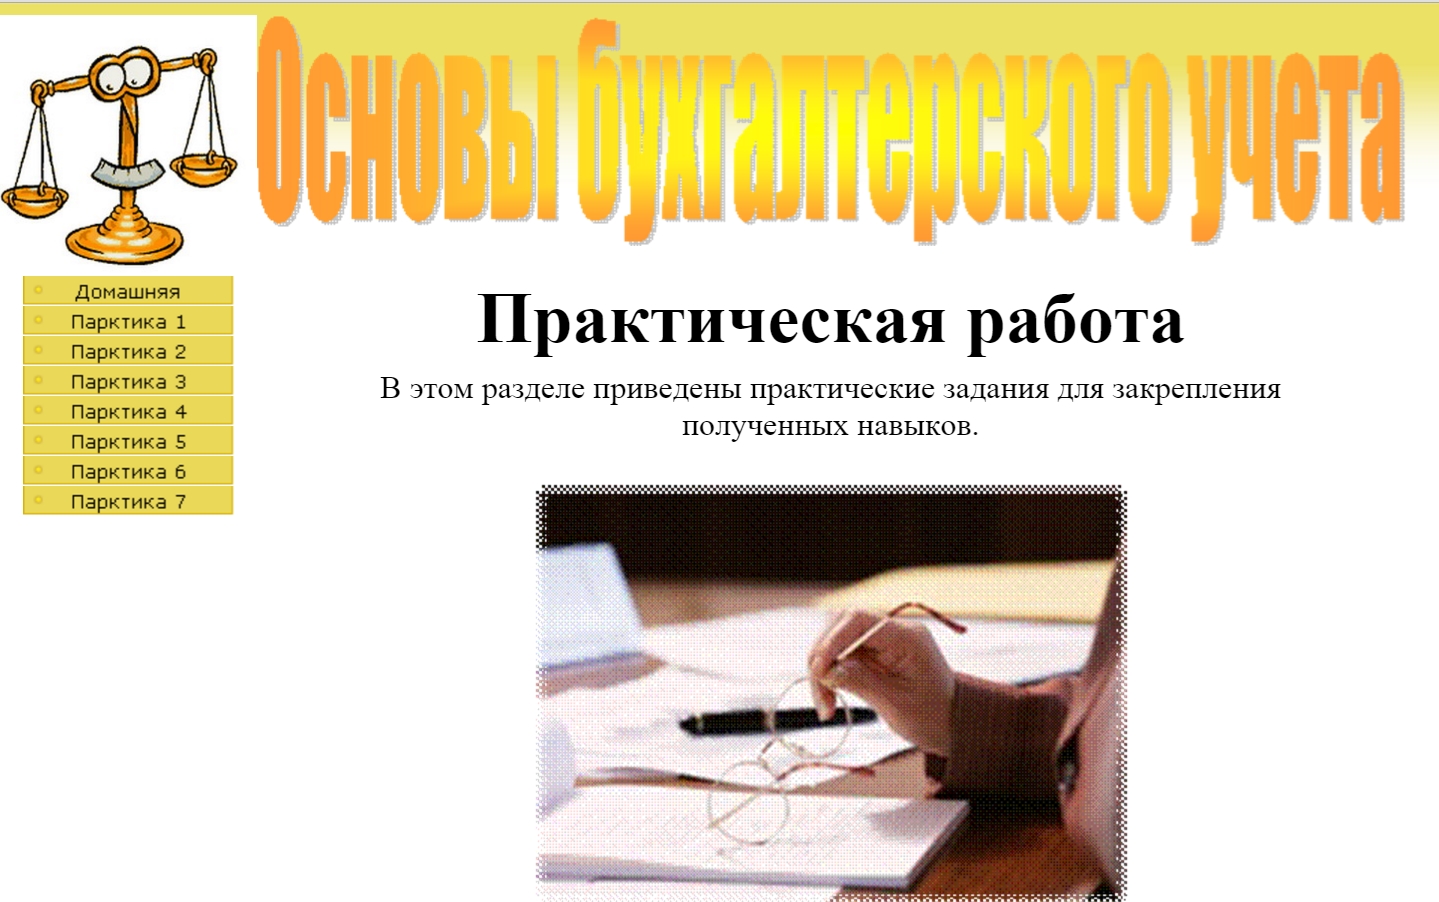 Основы бухгалтерского учета
Домашняя
Парктика 1
Парктика 2
Парктика 3
Парктика 4
Парктика 5
Парктика 6
Парктика 7
Практическая работа
В этом разделе приведены практические задания для закрепления
полученных навыков.